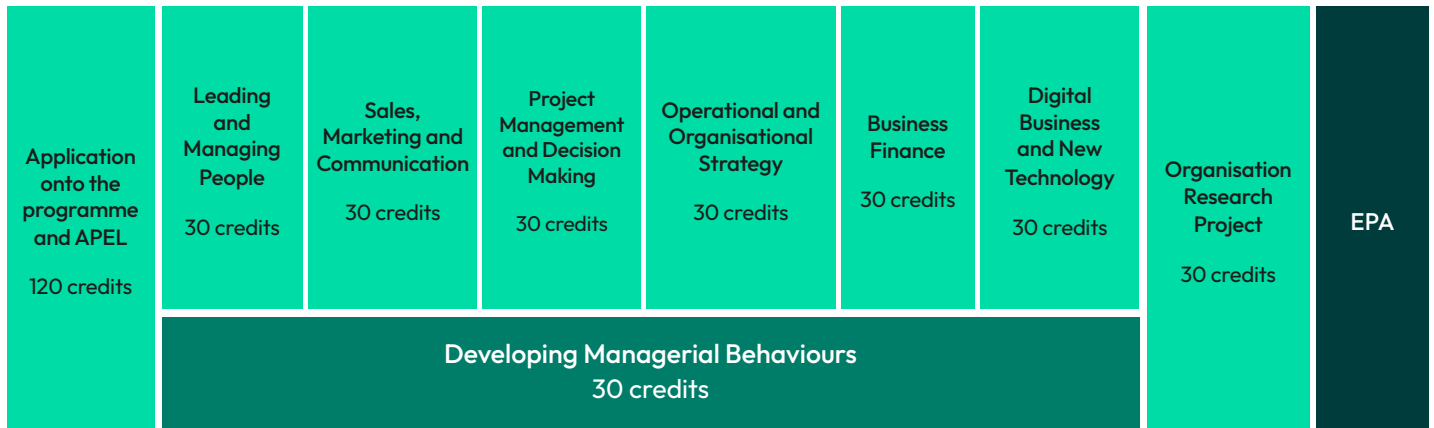 Application
onto the
programme
and APEL
120 credits
Leading
and
Managing
People
30 credits
Sales,
Marketing and
Communication
30 credits
Project
Management
and Decision
Making
30 credits
Operational and
Organisational
Strategy
30 credits
Business
Finance
30 credits
Digital
Business
and New
Technology
30 credits
Developing Managerial Behaviours
30 credits
Organisation
Research
Project
30 credits
EPA